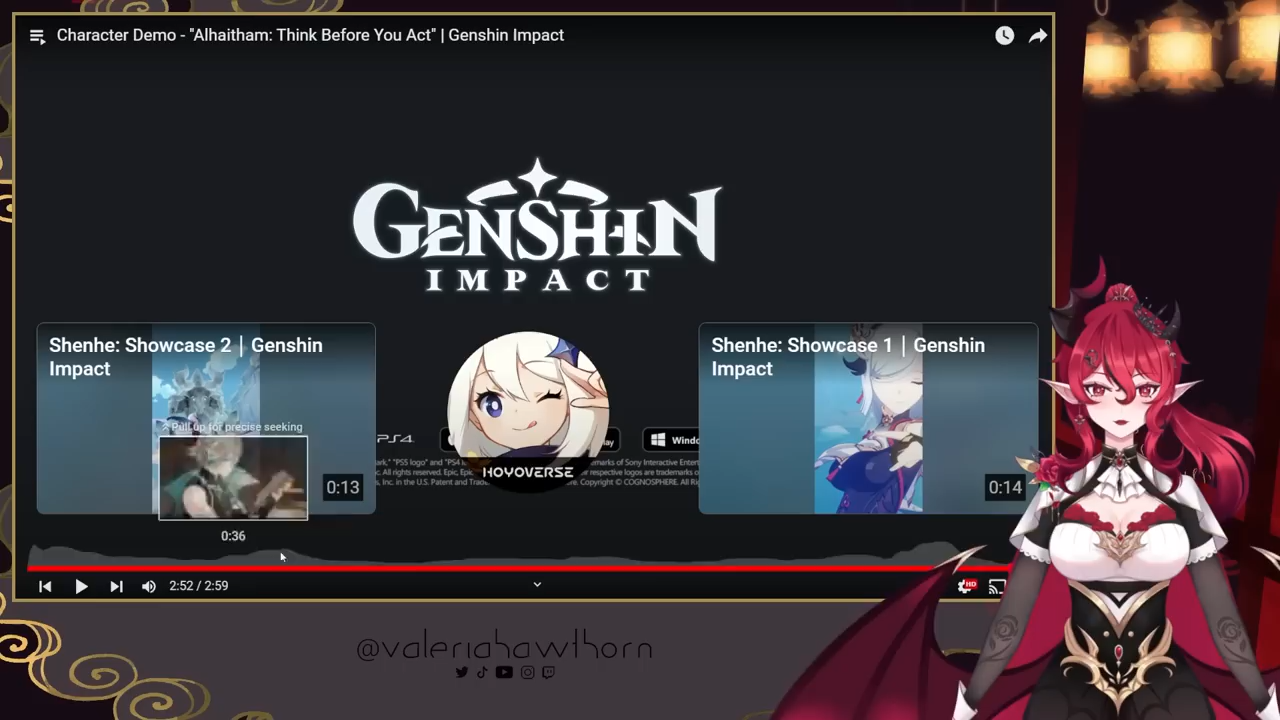 Character Demo - "Alhaitham: Think Before You Act" | Genshin Impact
GENSHIN
IMPACT
Shenhe: Showcase 2 | Genshin
Impact
Shenhe: Showcase 1 | Genshin
Impact
Pull up for precise seeking
PS4
HOYOVERSE
0:13
0:14
0:36
2:52 / 2:59
HD
@valeriahawthorn